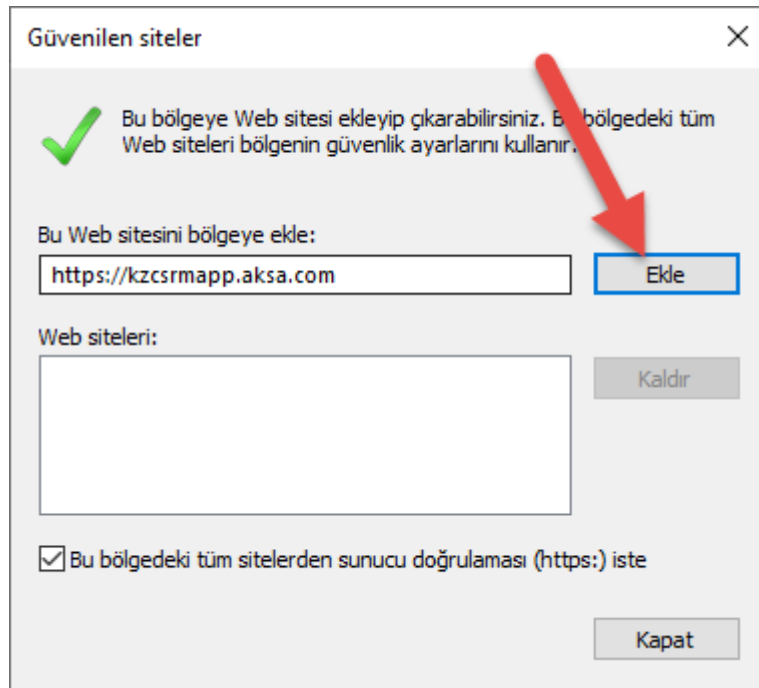 Güvenilen siteler
Bu bölgeye Web sitesi ekleyip çıkarabilirsiniz. bölgedeki tüm
Web siteleri bölgenin güvenlik ayarlarını kullanır.
Bu Web sitesini bölgeye ekle:
https://kzcsrmapp.aksa.com
Ekle
Web siteleri:
Kaldır
Bu bölgedeki tüm sitelerden sunucu doğrulaması (https:) iste
Kapat